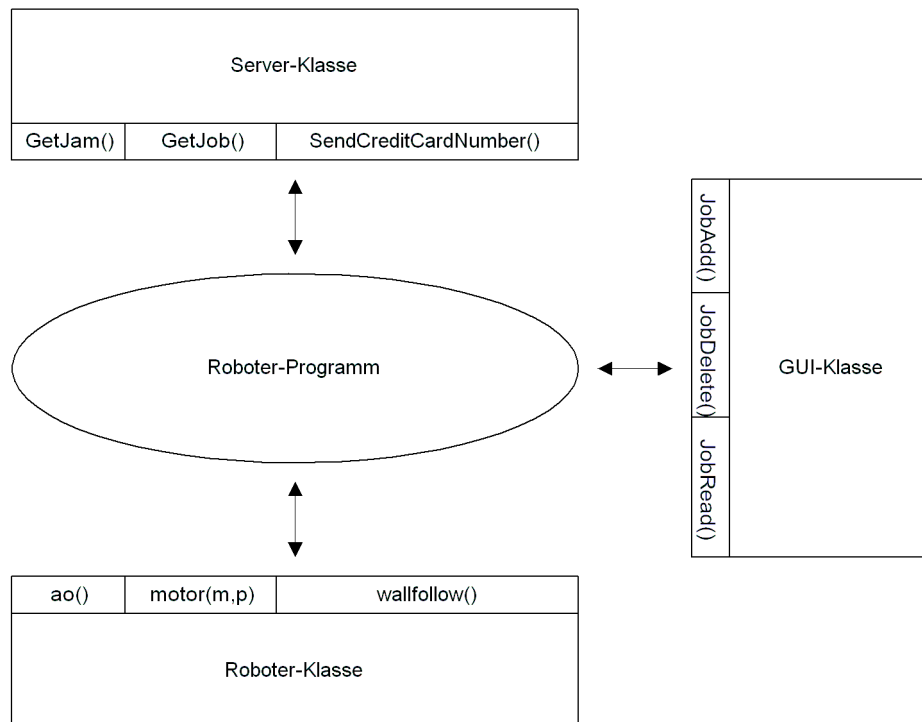 Server-Klasse
GetJam() GetJob() SendCreditCardNumber()
JobAdd()
JobDelete()
JobRead()
GUI-Klasse
Roboter-Programm
ao() motor(m,p) wallfollow()
Roboter-Klasse